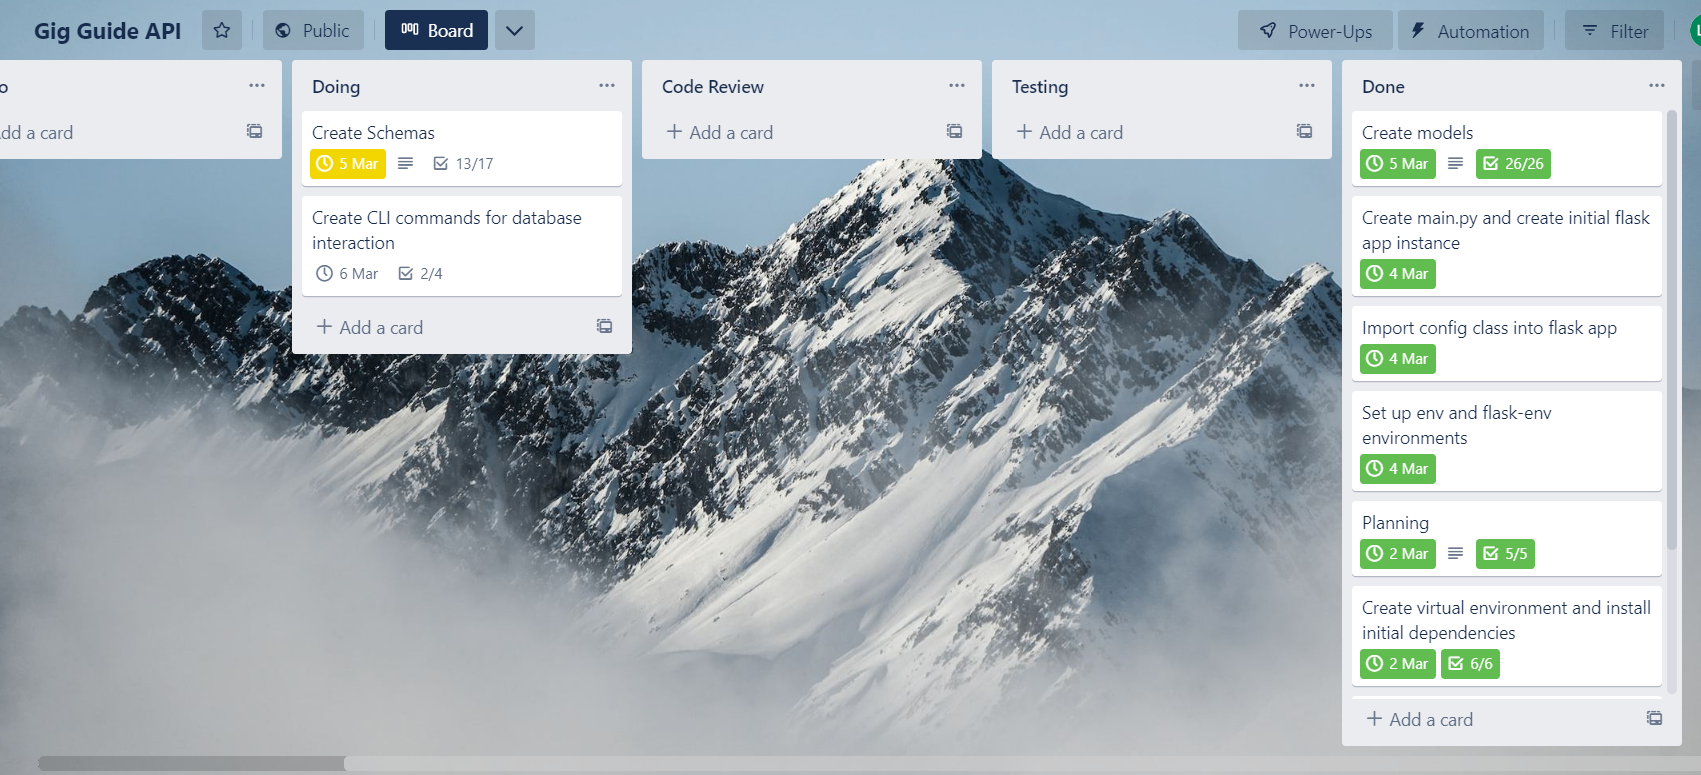 Gig Guide API
Public
Board
Power-Ups
Automation
Filter
o
dd a card
Doing
Create Schemas
5 Mar
13/17
Create CLI commands for database
interaction
6 Mar
2/4
Add a card
Code Review
Add a card
Testing
Add a card
Done
Create models
5 Mar
26/26
Create main.py and create initial flask
app instance
4 Mar
Import config class into flask app
4 Mar
Set up env and flask-env
environments
4 Mar
Planning
2 Mar
5/5
Create virtual environment and install
initial dependencies
2 Mar
6/6
Add a card